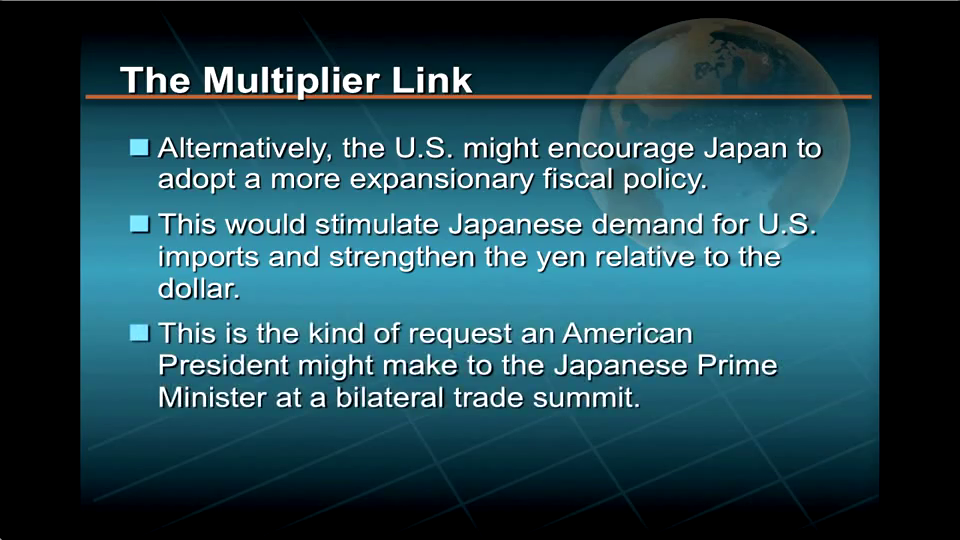 The Multiplier Link
Alternatively, the U.S. might encourage Japan to
adopt a more expansionary fiscal policy.
This would stimulate Japanese demand for U.S.
imports and strengthen the yen relative to the
dollar.
This is the kind of request an American
President might make to the Japanese Prime
Minister at a bilateral trade summit.